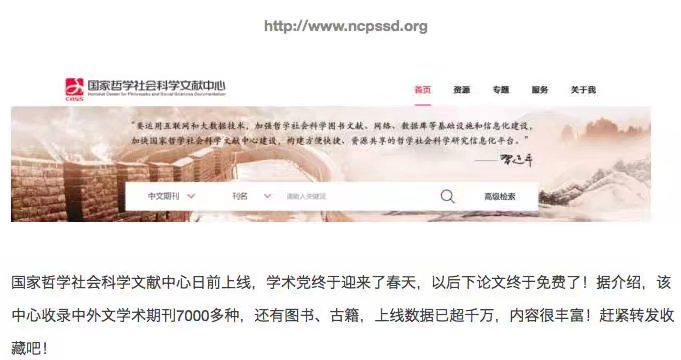 http://www.ncpssd.org
国家哲学社会科学文献中心
National Center for Philosophy and Social Sciences Documentation
CASS
首页 资源 专题 服务 关于我
“要运用互联网和大数据技术，加强哲学社会科学图书文献、网络、数据库等基础设施和信息化建设，
加快国家哲学社会科学文献中心建设，构建方便快捷、资源共享的哲学社会科学研究信息化平台。”
——习近平
中文期刊 刊名 请输入关键词 高级检索
国家哲学社会科学文献中心日前上线，学术党终于迎来了春天，以后下论文终于免费了！据介绍，该
中心收录中外文学术期刊7000多种，还有图书、古籍，上线数据已超千万，内容很丰富！赶紧转发收
藏吧！